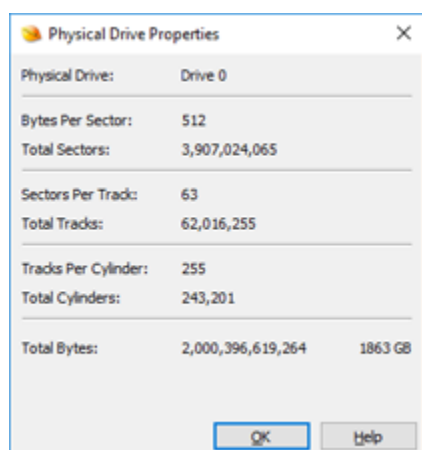 Physical Drive Properties
Physical Drive: Drive 0
Bytes Per Sector: 512
Total Sectors: 3,907,024,065
Sectors Per Track: 63
Total Tracks: 62,016,255
Tracks Per Cylinder: 255
Total Cylinders: 243,201
Total Bytes: 2,000,396,619,264 1863 GB
OK Help